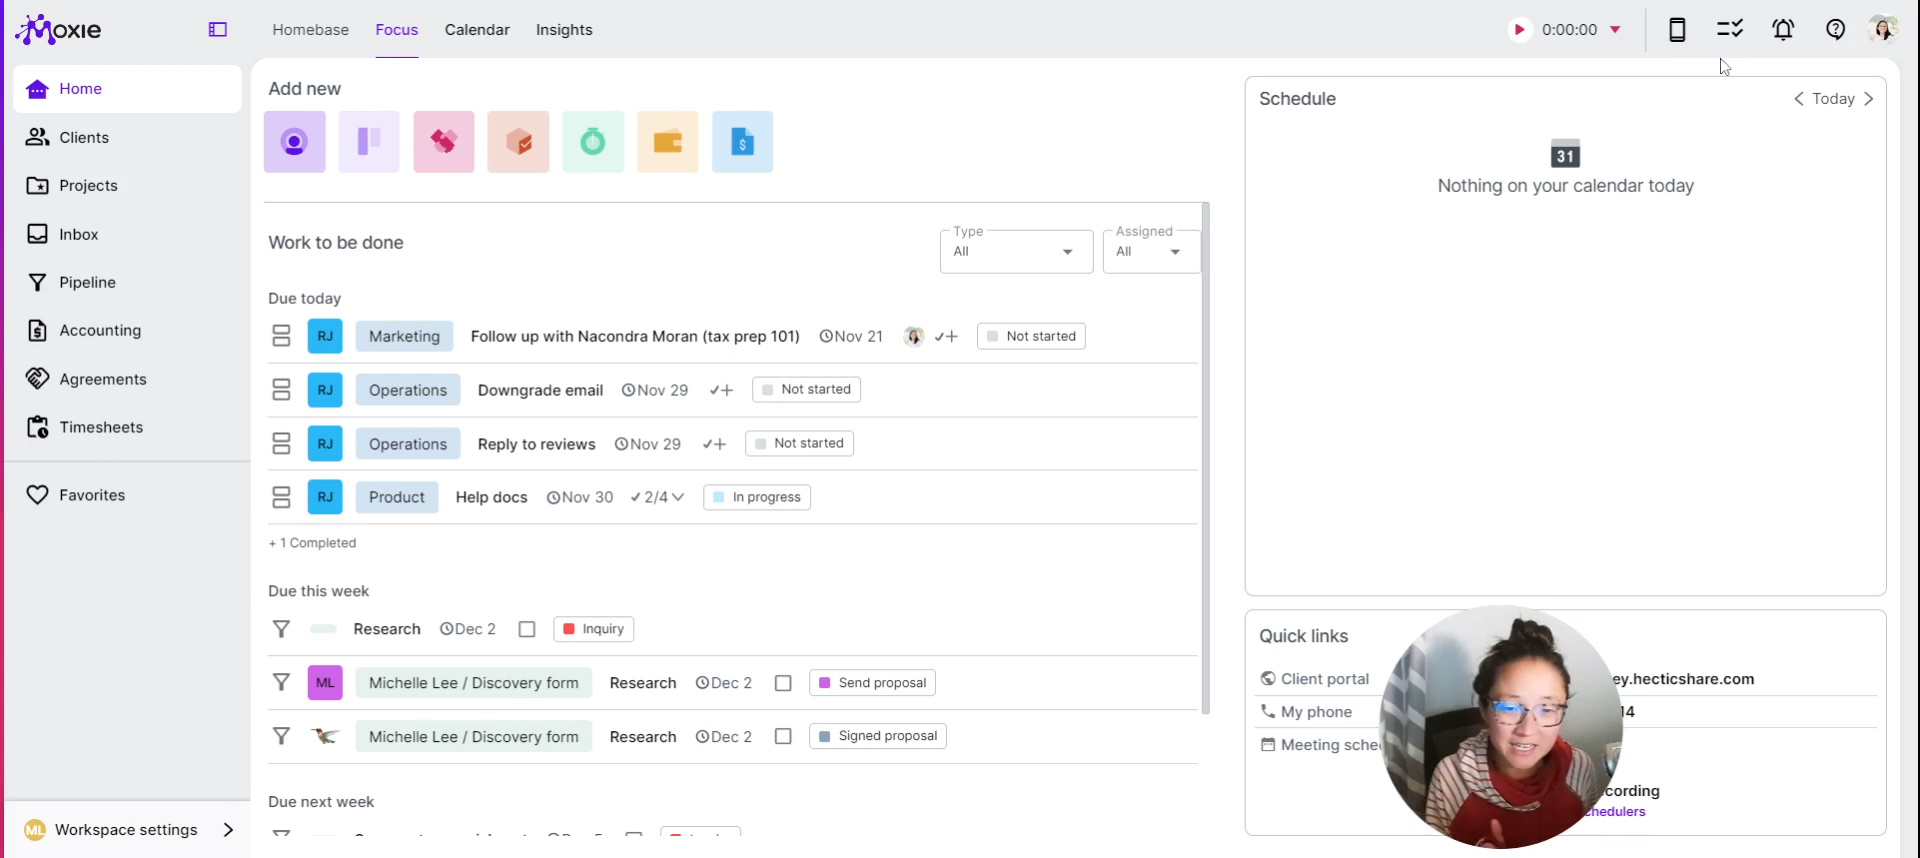 Moxie
Homebase Focus Calendar Insights
0:00:00
Home
Clients
Projects
Inbox
Pipeline
Accounting
Agreements
Timesheets
Favorites
ML Workspace settings
Add new
Work to be done
Type
All
Assigned
All
Due today
RJ Marketing Follow up with Nacondra Moran (tax prep 101) Nov 21 Not started
RJ Operations Downgrade email Nov 29 Not started
RJ Operations Reply to reviews Nov 29 Not started
RJ Product Help docs Nov 30 2/4 In progress
+ 1 Completed
Due this week
Research Dec 2 Inquiry
ML Michelle Lee / Discovery form Research Dec 2 Send proposal
Michelle Lee / Discovery form Research Dec 2 Signed proposal
Due next week
Schedule
Today
31
Nothing on your calendar today
Quick links
Client portal ey.hecticshare.com
My phone 14
Meeting sche
cording
chedulers